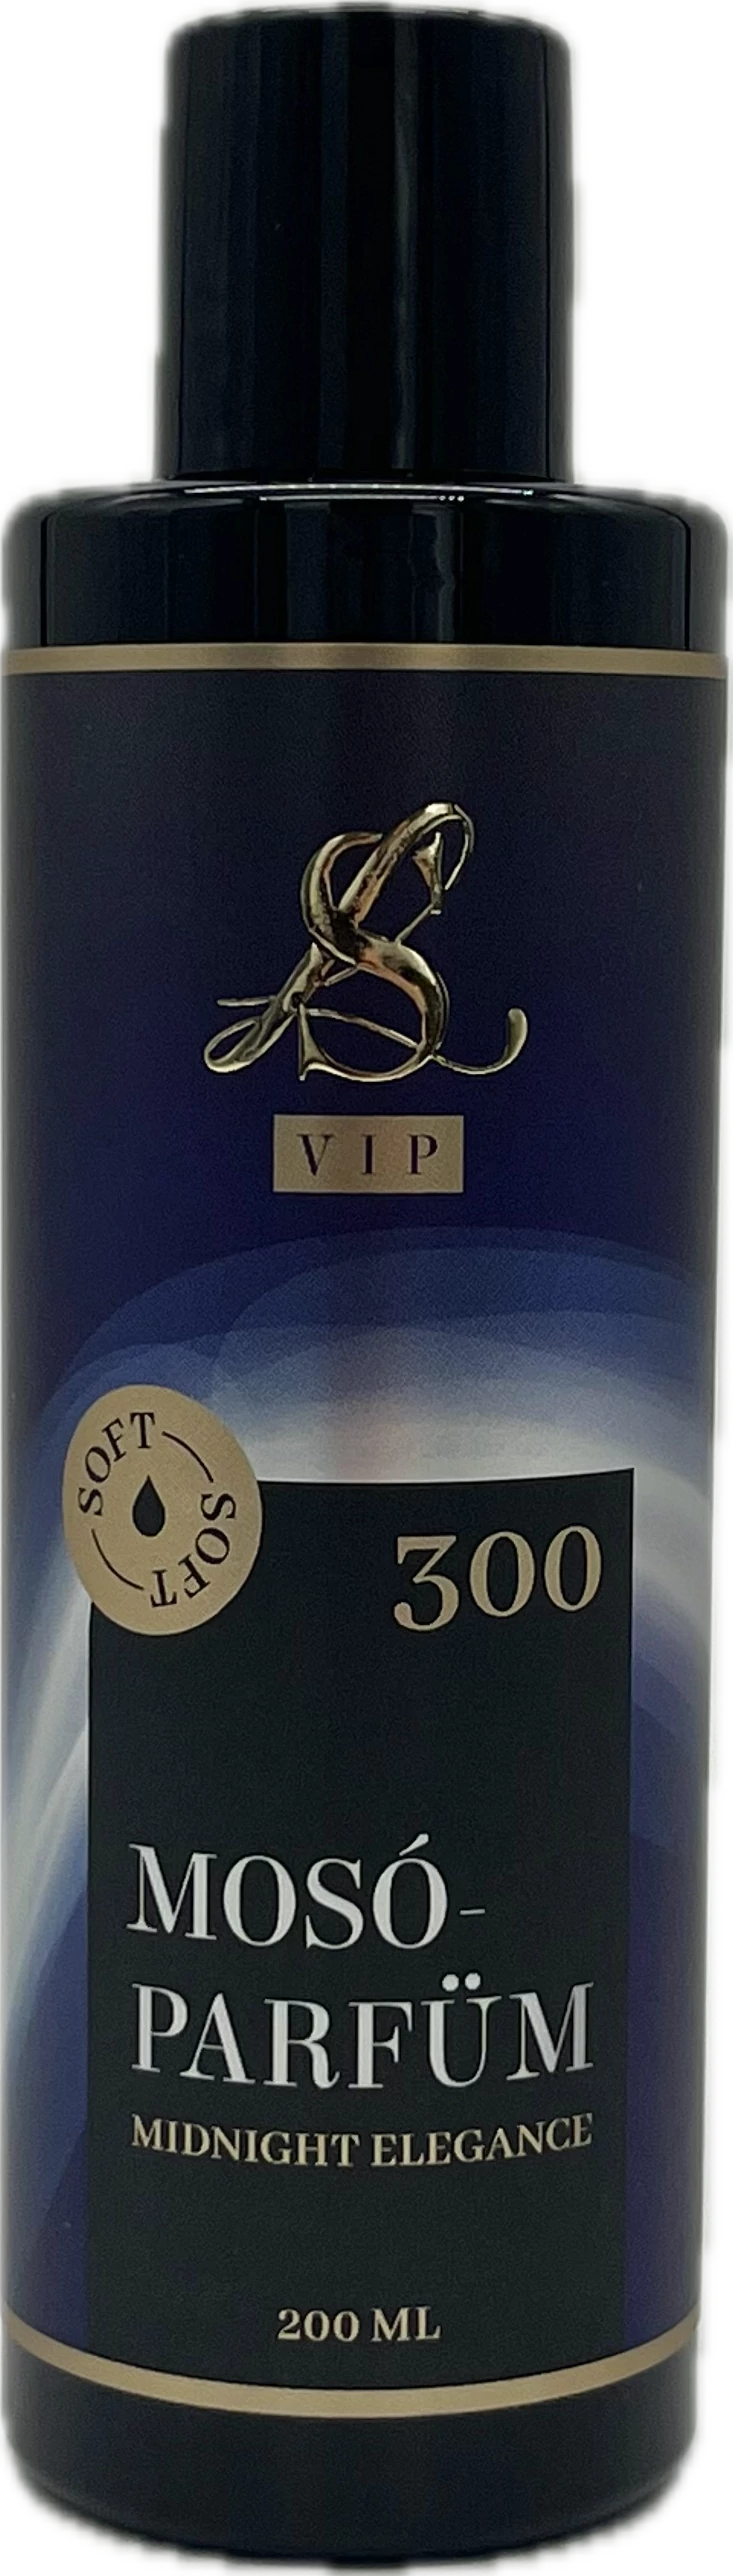 S
VIP
SOFT
SOFT
300
MOSÓ-
PARFÜM
MIDNIGHT ELEGANCE
200 ML